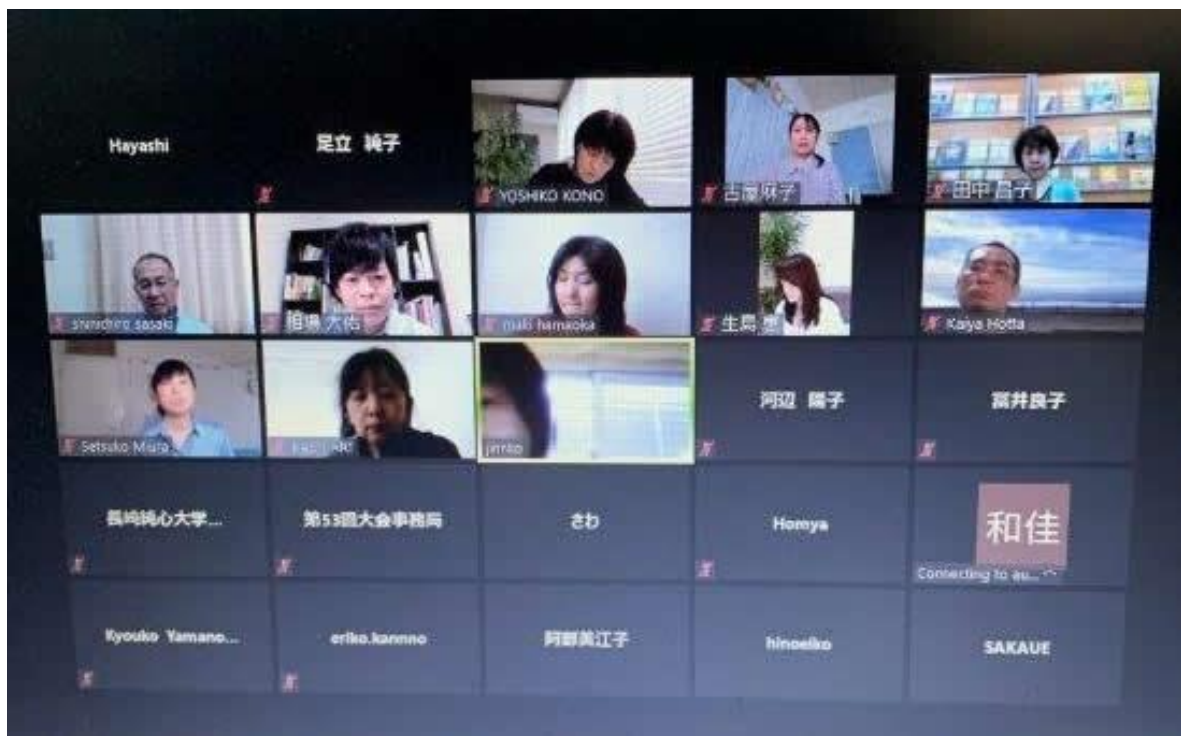 Hayashi
足立 純子
YOSHIKO KONO
古屋麻子
田中 昌子
shinichiro sasaki
相場 大佑
maki hamaoka
生島
Kaiya Hotta
Setsuko Miura
junko
河辺 陽子
冨井良子
長崎純心大学...
第53回大会事務局
さわ
Homya
和佳
Connecting to au...
Kyouko Yamano...
eriko.kannno
阿部美江子
hinoeiko
SAKAUE